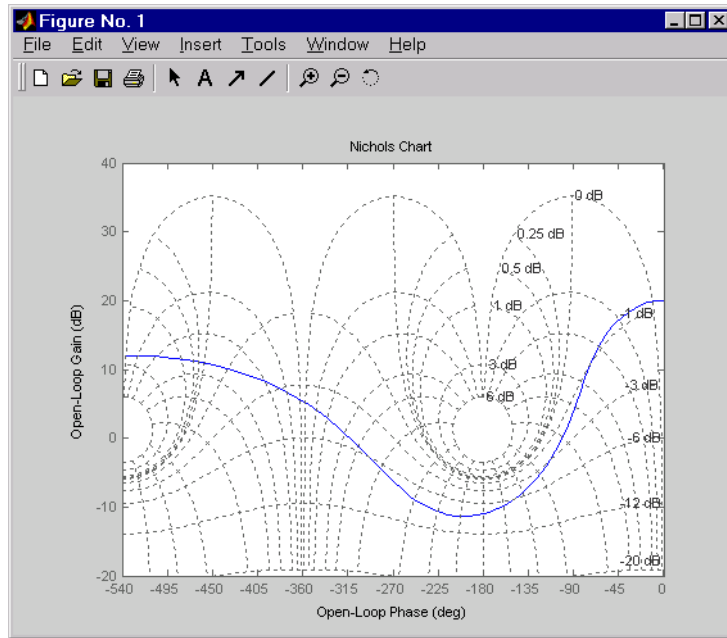 Figure No. 1
File Edit View Insert Tools Window Help
A
Nichols Chart
40
30
20
10
0
-10
-20
Open-Loop Gain (dB)
0 dB
0.25 dB
0.5 dB
1 dB
-1 dB
3 dB
6 dB
-3 dB
-6 dB
-12 dB
-20 dB
-540 -495 -450 -405 -360 -315 -270 -225 -180 -135 -90 -45 0
Open-Loop Phase (deg)